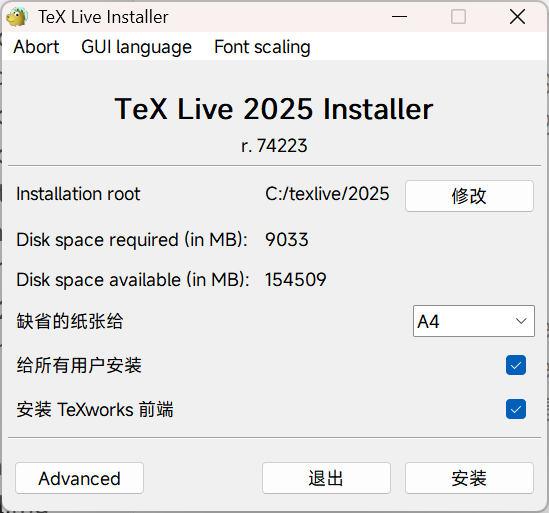 TeX Live Installer
Abort GUI language Font scaling
TeX Live 2025 Installer
r. 74223
Installation root C:/texlive/2025 修改
Disk space required (in MB): 9033
Disk space available (in MB): 154509
缺省的纸张给 A4
给所有用户安装
安装 TeXworks 前端
Advanced 退出 安装